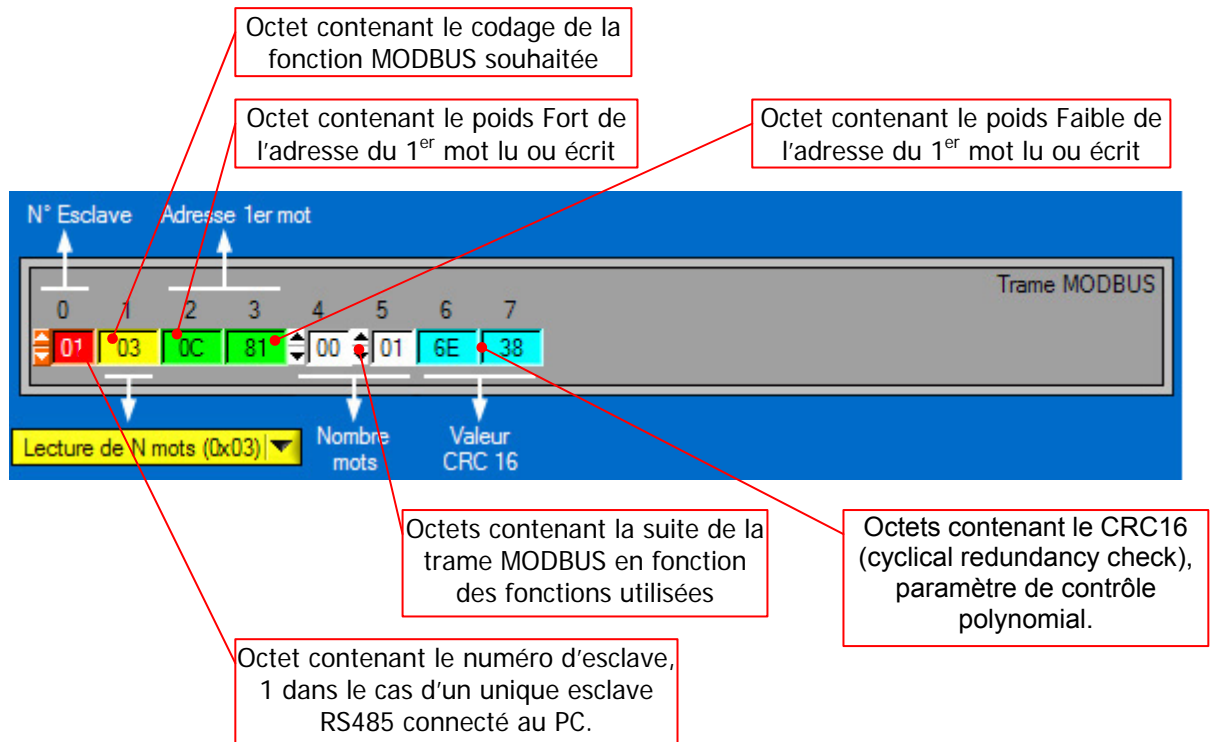 Octet contenant le codage de la
fonction MODBUS souhaitée
Octet contenant le poids Fort de
l'adresse du 1er mot lu ou écrit
Octet contenant le poids Faible de
l'adresse du 1er mot lu ou écrit
N° Esclave Adresse 1er mot
Trame MODBUS
0 1 2 3 4 5 6 7
01 03 0C 81 00 01 6E 38
Lecture de N mots (0x03)
Nombre
mots
Valeur
CRC 16
Octets contenant la suite de la
trame MODBUS en fonction
des fonctions utilisées
Octets contenant le CRC16
(cyclical redundancy check),
paramètre de contrôle
polynomial.
Octet contenant le numéro d'esclave,
1 dans le cas d'un unique esclave
RS485 connecté au PC.